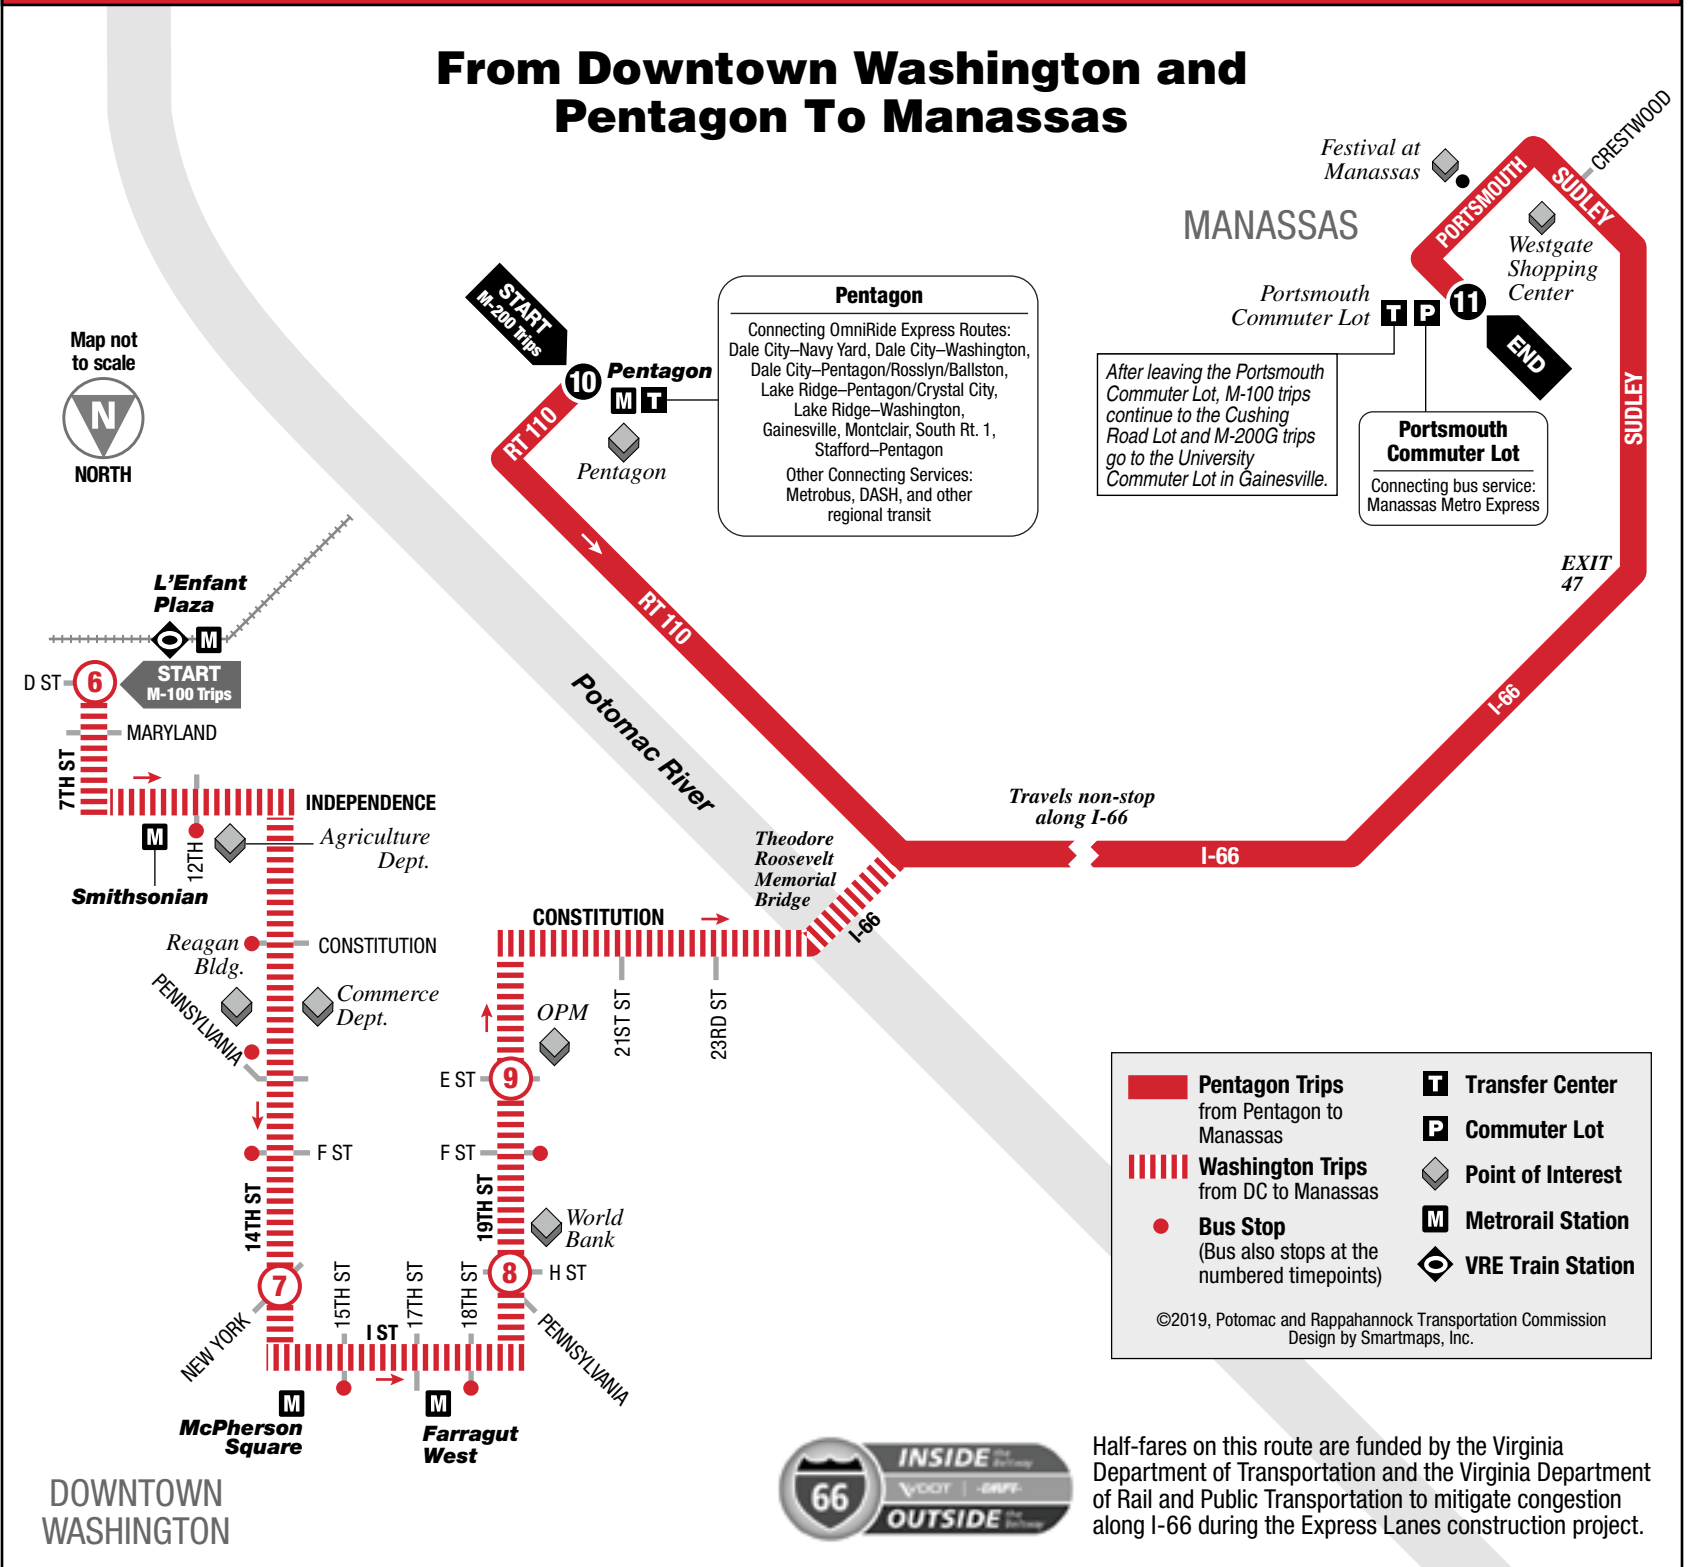 From Downtown Washington and
Pentagon To Manassas
CRESTWOOD
Festival at
Manassas
PORTSMOUTH
SUDLEY
MANASSAS
Westgate
Shopping
Center
Portsmouth
Commuter Lot
T P
11
END
START
M-200 Trips
10
Pentagon
M T
Pentagon
RT 110
Pentagon
Connecting OmniRide Express Routes:
Dale City–Navy Yard, Dale City–Washington,
Dale City–Pentagon/Rosslyn/Ballston,
Lake Ridge–Pentagon/Crystal City,
Lake Ridge–Washington,
Gainesville, Montclair, South Rt. 1,
Stafford–Pentagon
Other Connecting Services:
Metrobus, DASH, and other
regional transit
After leaving the Portsmouth
Commuter Lot, M-100 trips
continue to the Cushing
Road Lot and M-200G trips
go to the University
Commuter Lot in Gainesville.
Portsmouth
Commuter Lot
Connecting bus service:
Manassas Metro Express
SUDLEY
Map not
to scale
N
NORTH
EXIT
47
RT 110
L'Enfant
Plaza
M
D ST
6
START
M-100 Trips
MARYLAND
7TH ST
Potomac River
I-66
INDEPENDENCE
Travels non-stop
along I-66
I-66
M
12TH
Agriculture
Dept.
Smithsonian
Theodore
Roosevelt
Memorial
Bridge
I-66
CONSTITUTION
Reagan
Bldg.
CONSTITUTION
PENNSYLVANIA
Commerce
Dept.
OPM
21ST ST
23RD ST
E ST
9
F ST
F ST
14TH ST
19TH ST
World
Bank
7
8
H ST
NEW YORK
15TH ST
I ST
17TH ST
18TH ST
PENNSYLVANIA
M
McPherson
Square
M
Farragut
West
DOWNTOWN
WASHINGTON
Pentagon Trips
from Pentagon to
Manassas
Washington Trips
from DC to Manassas
Bus Stop
(Bus also stops at the
numbered timepoints)
T Transfer Center
P Commuter Lot
Point of Interest
M Metrorail Station
VRE Train Station
©2019, Potomac and Rappahannock Transportation Commission
Design by Smartmaps, Inc.
66
INSIDE the
VDOT
OUTSIDE the
Half-fares on this route are funded by the Virginia
Department of Transportation and the Virginia Department
of Rail and Public Transportation to mitigate congestion
along I-66 during the Express Lanes construction project.